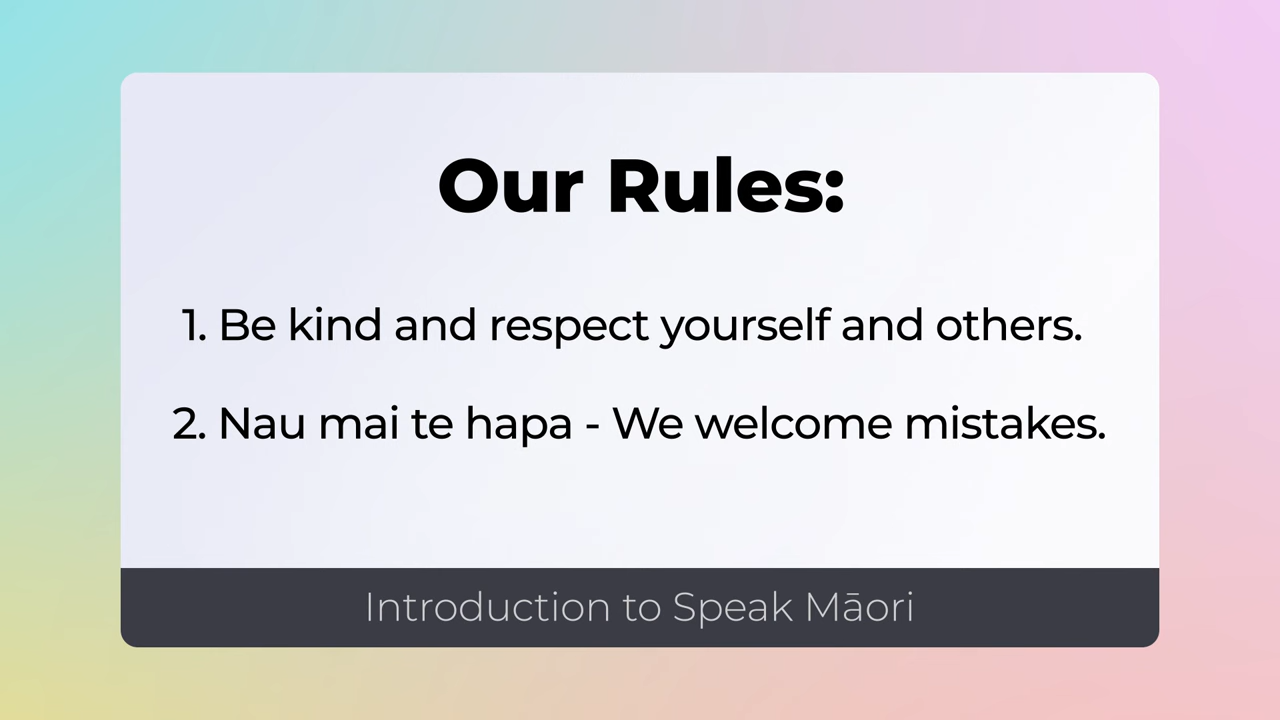 Our Rules:
1. Be kind and respect yourself and others.
2. Nau mai te hapa - We welcome mistakes.
Introduction to Speak Māori